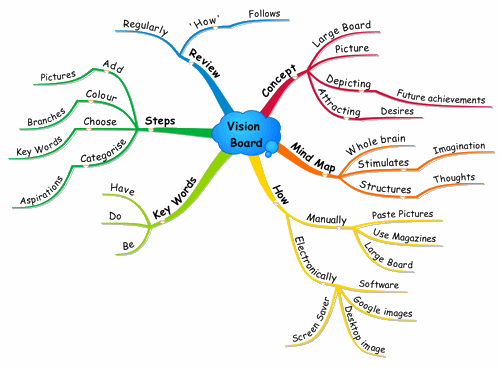 Vision
Board
Concept
Large Board
Picture
Depicting
Future achievements
Attracting
Desires
Mind Map
Whole brain
Stimulates
Imagination
Structures
Thoughts
How
Manually
Paste Pictures
Use Magazines
Large Board
Electronically
Software
Google images
Desktop image
Screen Saver
Key Words
Have
Do
Be
Steps
Add
Pictures
Colour
Branches
Choose
Key Words
Categorise
Aspirations
Review
Regularly
'How'
Follows